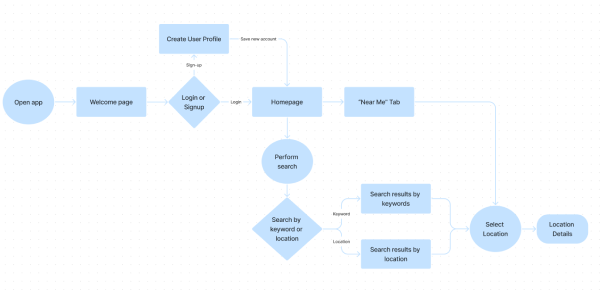 Create User Profile
Save new account
Sign-up
Open app
Welcome page
Login or
Signup
Login
Homepage
"Near Me" Tab
Perform
search
Search by
keyword or
location
Keyword
Location
Search results by
keywords
Search results by
location
Select
Location
Location
Details